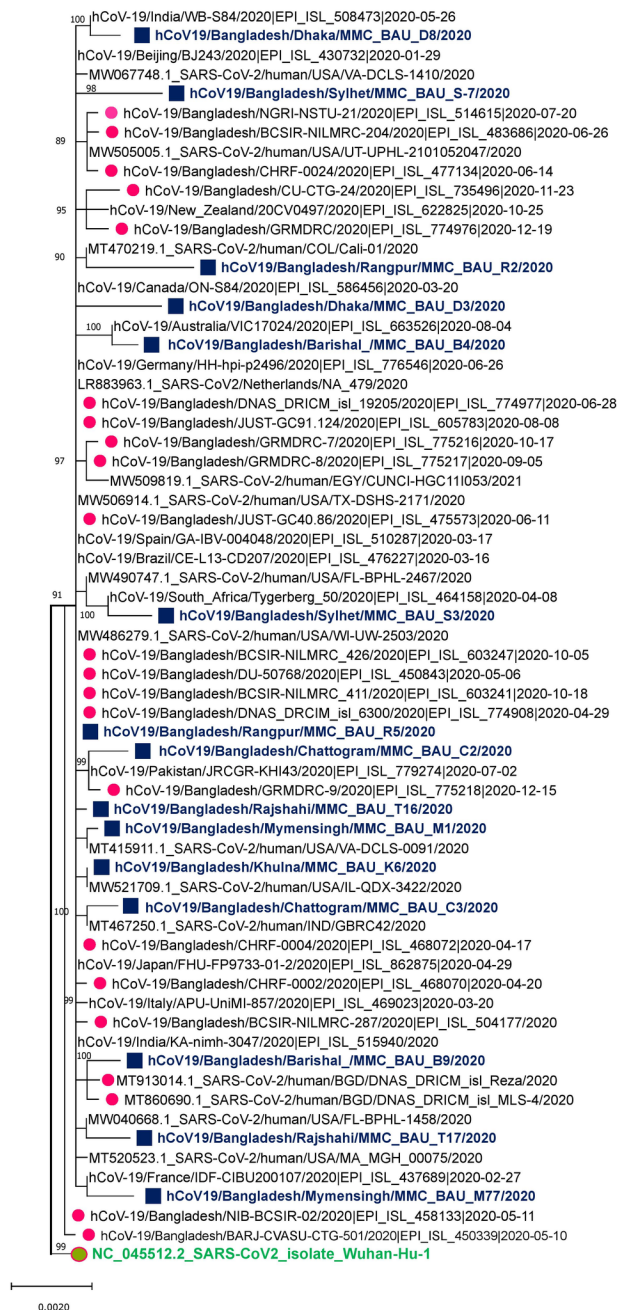 hCoV-19/India/WB-S84/2020|EPI_ISL_508473|2020-05-26
100
hCoV19/Bangladesh/Dhaka/MMC_BAU_D8/2020
hCoV-19/Beijing/BJ243/2020|EPI_ISL_430732|2020-01-29
MW067748.1_SARS-CoV-2/human/USA/VA-DCLS-1410/2020
98
hCoV19/Bangladesh/Sylhet/MMC_BAU_S-7/2020
hCoV-19/Bangladesh/NGRI-NSTU-21/2020|EPI_ISL_514615|2020-07-20
hCoV-19/Bangladesh/BCSIR-NILMRC-204/2020|EPI_ISL_483686|2020-06-26
89
MW505005.1_SARS-CoV-2/human/USA/UT-UPHL-2101052047/2020
hCoV-19/Bangladesh/CHRF-0024/2020|EPI_ISL_477134|2020-06-14
hCoV-19/Bangladesh/CU-CTG-24/2020|EPI_ISL_735496|2020-11-23
95
hCoV-19/New_Zealand/20CV0497/2020|EPI_ISL_622825|2020-10-25
hCoV-19/Bangladesh/GRMDRC/2020|EPI_ISL_774976|2020-12-19
MT470219.1_SARS-CoV-2/human/COL/Cali-01/2020
90
hCoV19/Bangladesh/Rangpur/MMC_BAU_R2/2020
hCoV-19/Canada/ON-S84/2020|EPI_ISL_586456|2020-03-20
hCoV19/Bangladesh/Dhaka/MMC_BAU_D3/2020
100
hCoV-19/Australia/VIC17024/2020|EPI_ISL_663526|2020-08-04
hCoV19/Bangladesh/Barishal_/MMC_BAU_B4/2020
hCoV-19/Germany/HH-hpi-p2496/2020|EPI_ISL_776546|2020-06-26
LR883963.1_SARS-CoV2/Netherlands/NA_479/2020
hCoV-19/Bangladesh/DNAS_DRICM_isl_19205/2020|EPI_ISL_774977|2020-06-28
hCoV-19/Bangladesh/JUST-GC91.124/2020|EPI_ISL_605783|2020-08-08
hCoV-19/Bangladesh/GRMDRC-7/2020|EPI_ISL_775216|2020-10-17
97
hCoV-19/Bangladesh/GRMDRC-8/2020|EPI_ISL_775217|2020-09-05
MW509819.1_SARS-CoV-2/human/EGY/CUNCI-HGC11I053/2021
MW506914.1_SARS-CoV-2/human/USA/TX-DSHS-2171/2020
hCoV-19/Bangladesh/JUST-GC40.86/2020|EPI_ISL_475573|2020-06-11
hCoV-19/Spain/GA-IBV-004048/2020|EPI_ISL_510287|2020-03-17
hCoV-19/Brazil/CE-L13-CD207/2020|EPI_ISL_476227|2020-03-16
MW490747.1_SARS-CoV-2/human/USA/FL-BPHL-2467/2020
91
hCoV-19/South_Africa/Tygerberg_50/2020|EPI_ISL_464158|2020-04-08
100
hCoV19/Bangladesh/Sylhet/MMC_BAU_S3/2020
MW486279.1_SARS-CoV-2/human/USA/WI-UW-2503/2020
hCoV-19/Bangladesh/BCSIR-NILMRC_426/2020|EPI_ISL_603247|2020-10-05
hCoV-19/Bangladesh/DU-50768/2020|EPI_ISL_450843|2020-05-06
hCoV-19/Bangladesh/BCSIR-NILMRC_411/2020|EPI_ISL_603241|2020-10-18
hCoV-19/Bangladesh/DNAS_DRCIM_isl_6300/2020|EPI_ISL_774908|2020-04-29
hCoV19/Bangladesh/Rangpur/MMC_BAU_R5/2020
hCoV19/Bangladesh/Chattogram/MMC_BAU_C2/2020
99
hCoV-19/Pakistan/JRCGR-KHI43/2020|EPI_ISL_779274|2020-07-02
hCoV-19/Bangladesh/GRMDRC-9/2020|EPI_ISL_775218|2020-12-15
hCoV19/Bangladesh/Rajshahi/MMC_BAU_T16/2020
hCoV19/Bangladesh/Mymensingh/MMC_BAU_M1/2020
MT415911.1_SARS-CoV-2/human/USA/VA-DCLS-0091/2020
hCoV19/Bangladesh/Khulna/MMC_BAU_K6/2020
MW521709.1_SARS-CoV-2/human/USA/IL-QDX-3422/2020
hCoV19/Bangladesh/Chattogram/MMC_BAU_C3/2020
100
MT467250.1_SARS-CoV-2/human/IND/GBRC42/2020
hCoV-19/Bangladesh/CHRF-0004/2020|EPI_ISL_468072|2020-04-17
hCoV-19/Japan/FHU-FP9733-01-2/2020|EPI_ISL_862875|2020-04-29
hCoV-19/Bangladesh/CHRF-0002/2020|EPI_ISL_468070|2020-04-20
99
hCoV-19/Italy/APU-UniMI-857/2020|EPI_ISL_469023|2020-03-20
hCoV-19/Bangladesh/BCSIR-NILMRC-287/2020|EPI_ISL_504177/2020
hCoV-19/India/KA-nimh-3047/2020|EPI_ISL_515940/2020
100
hCoV19/Bangladesh/Barishal_/MMC_BAU_B9/2020
MT913014.1_SARS-CoV-2/human/BGD/DNAS_DRICM_isl_Reza/2020
MT860690.1_SARS-CoV-2/human/BGD/DNAS_DRICM_isl_MLS-4/2020
MW040668.1_SARS-CoV-2/human/USA/FL-BPHL-1458/2020
hCoV19/Bangladesh/Rajshahi/MMC_BAU_T17/2020
MT520523.1_SARS-CoV-2/human/USA/MA_MGH_00075/2020
hCoV-19/France/IDF-CIBU200107/2020|EPI_ISL_437689|2020-02-27
hCoV19/Bangladesh/Mymensingh/MMC_BAU_M77/2020
hCoV-19/Bangladesh/NIB-BCSIR-02/2020|EPI_ISL_458133|2020-05-11
hCoV-19/Bangladesh/BARJ-CVASU-CTG-501/2020|EPI_ISL_450339|2020-05-10
99
NC_045512.2_SARS-CoV2_isolate_Wuhan-Hu-1
0.0020